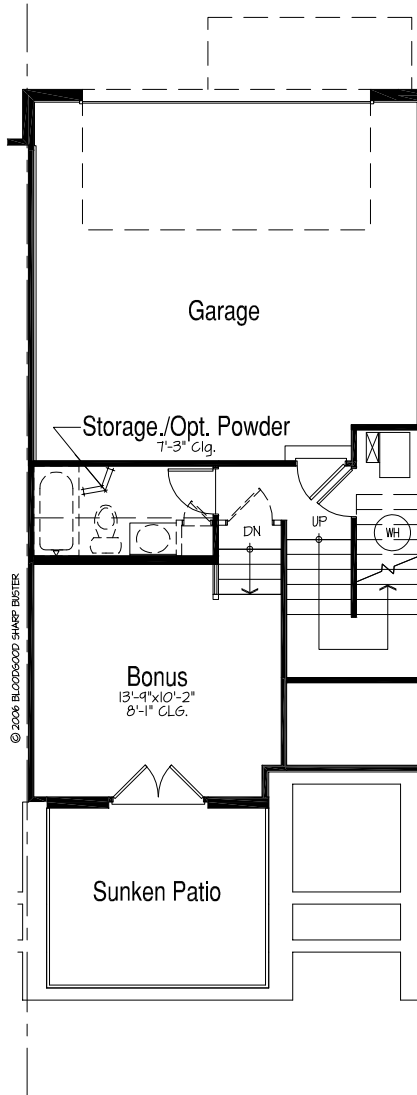 Garage
Storage./Opt. Powder
7'-3" Clg.
DN
UP
WH
Bonus
13'-9"x10'-2"
8'-1" CLG.
© 2006 BLOODGOOD SHARP BUSTER
Sunken Patio